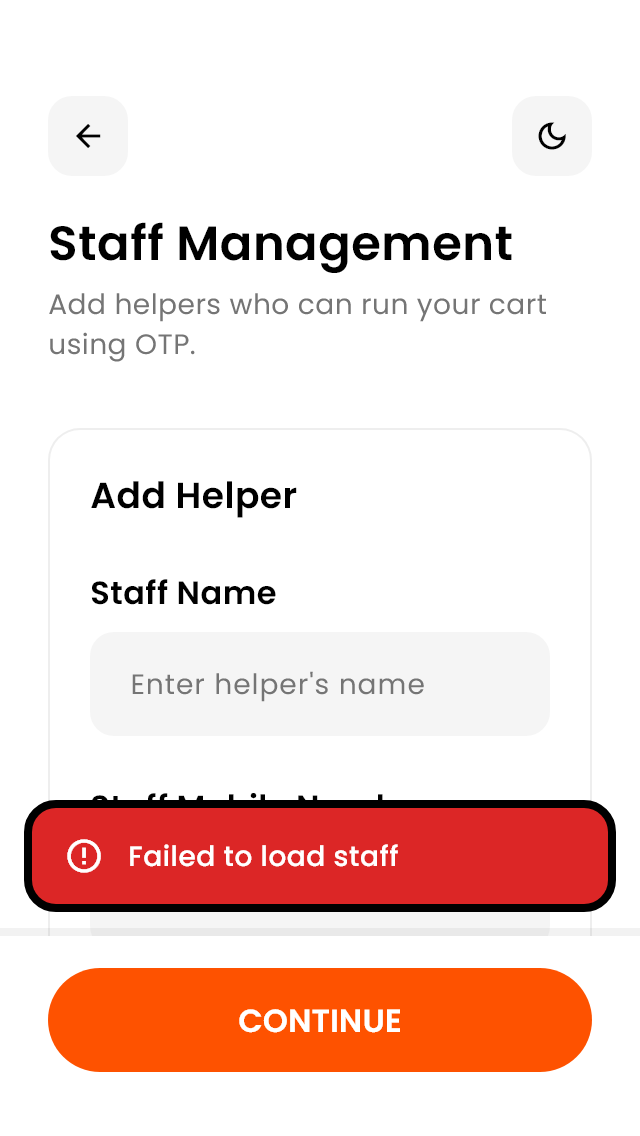 Staff Management
Add helpers who can run your cart
using OTP.
Add Helper
Staff Name
Enter helper's name
Failed to load staff
CONTINUE